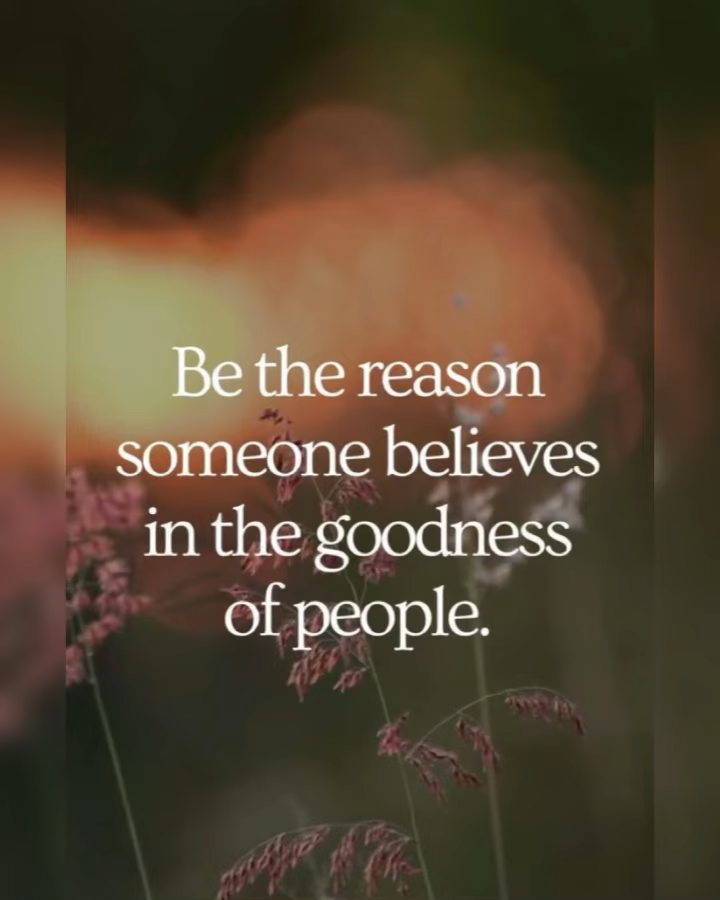 Be the reason
someone believes
in the goodness
of people.